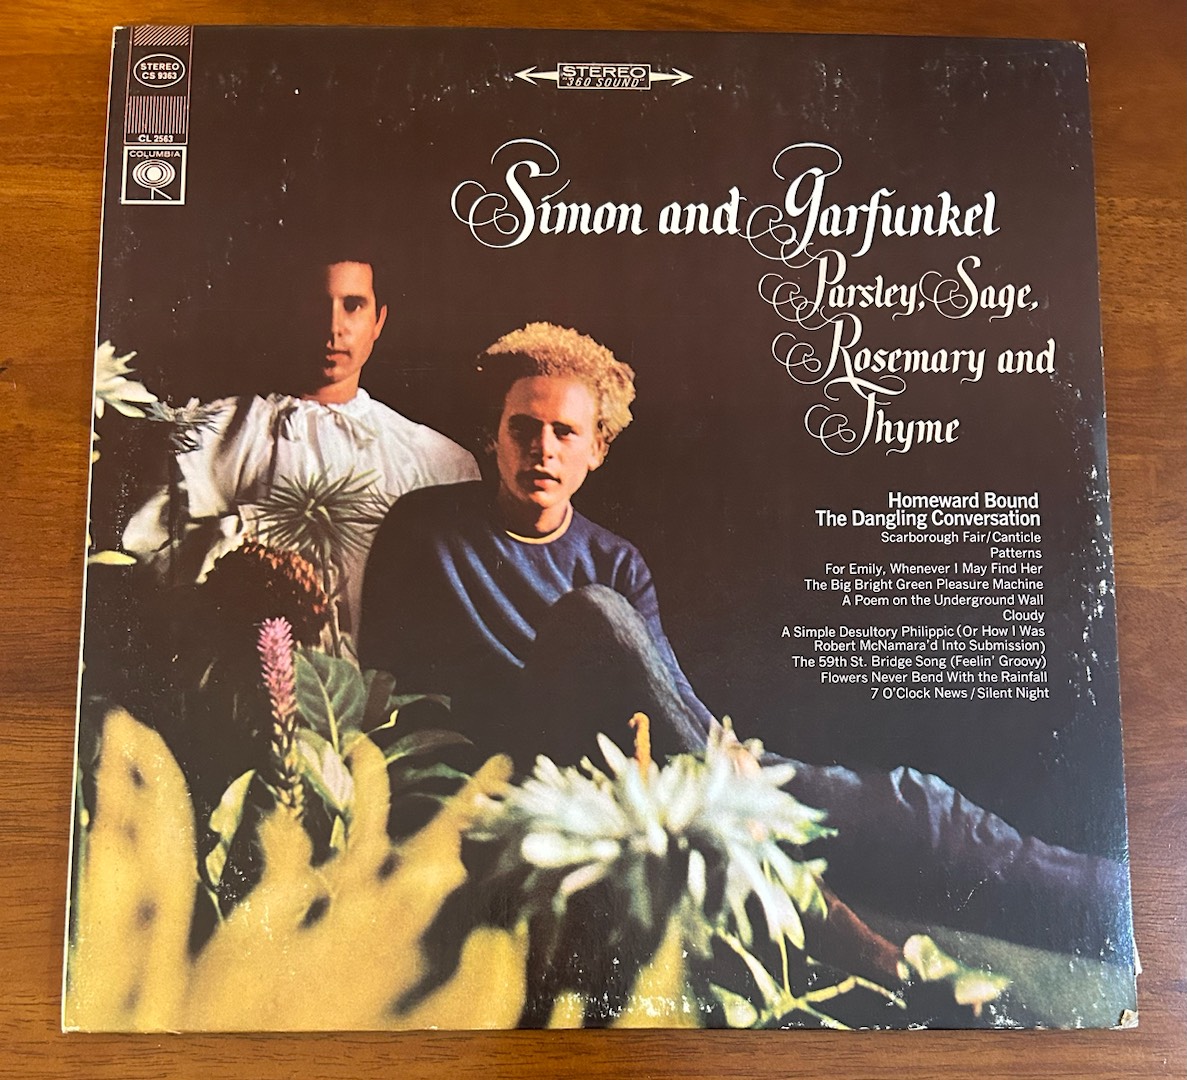 STEREO
CS 9363
CL 2563
COLUMBIA
STEREO
"360 SOUND"
Simon and Garfunkel
Parsley, Sage,
Rosemary and
Thyme
Homeward Bound
The Dangling Conversation
Scarborough Fair/Canticle
Patterns
For Emily, Whenever I May Find Her
The Big Bright Green Pleasure Machine
A Poem on the Underground Wall
Cloudy
A Simple Desultory Philippic (Or How I Was
Robert McNamara'd Into Submission)
The 59th St. Bridge Song (Feelin' Groovy)
Flowers Never Bend With the Rainfall
7 O'Clock News / Silent Night